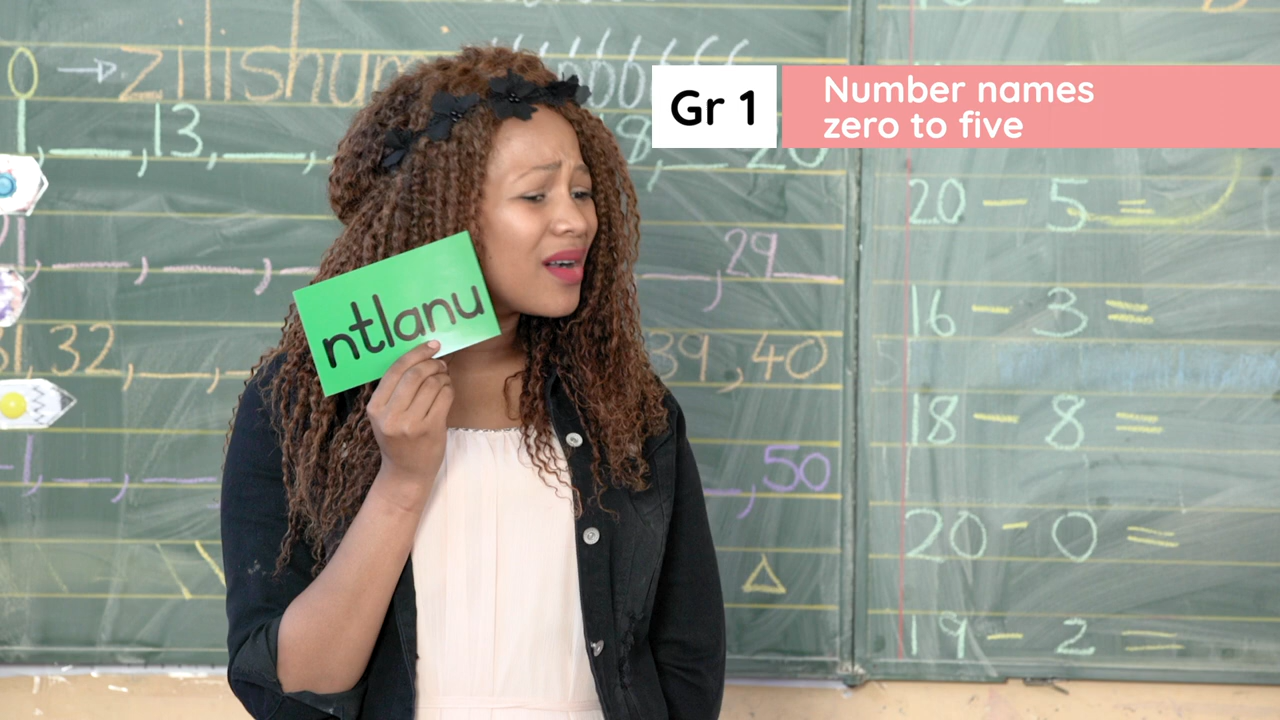 Gr 1
Number names
zero to five
0 → zilishum
13
20
20 - 5 =
29
16 - 3 =
ntlanu
32
39, 40
18 - 8 =
50
20 - 0 =
19 - 2 =